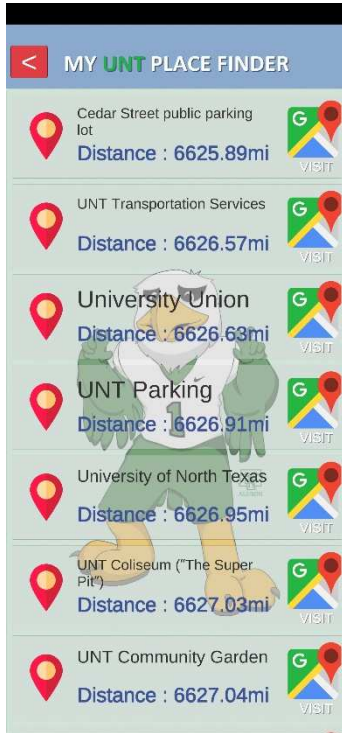 <
MY UNT PLACE FINDER
Cedar Street public parking
lot
Distance : 6625.89mi
G
VISIT
UNT Transportation Services
Distance : 6626.57mi
G
VISIT
University Union
Distance : 6626.63mi
G
VISIT
UNT Parking
Distance : 6626.91mi
G
VISIT
1
University of North Texas
Distance : 6626.95mi
G
VISIT
UNT Coliseum ("The Super
Pit")
Distance : 6627.03mi
G
VISIT
UNT Community Garden
Distance : 6627.04mi
G
VISIT